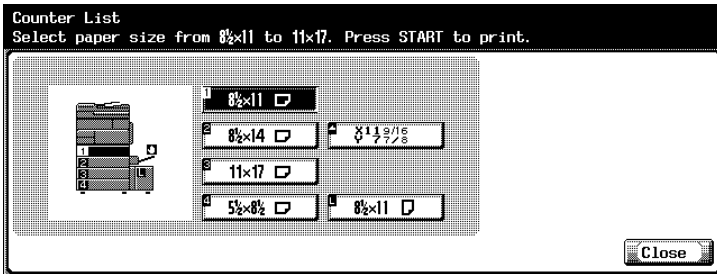 Counter List
Select paper size from 8½×11 to 11×17. Press START to print.
1 8½×11
2 8½×14
X 11 9/16
Y 7 7/8
3 11×17
4 5½×8½
L 8½×11
1
2
3
4
L
Close